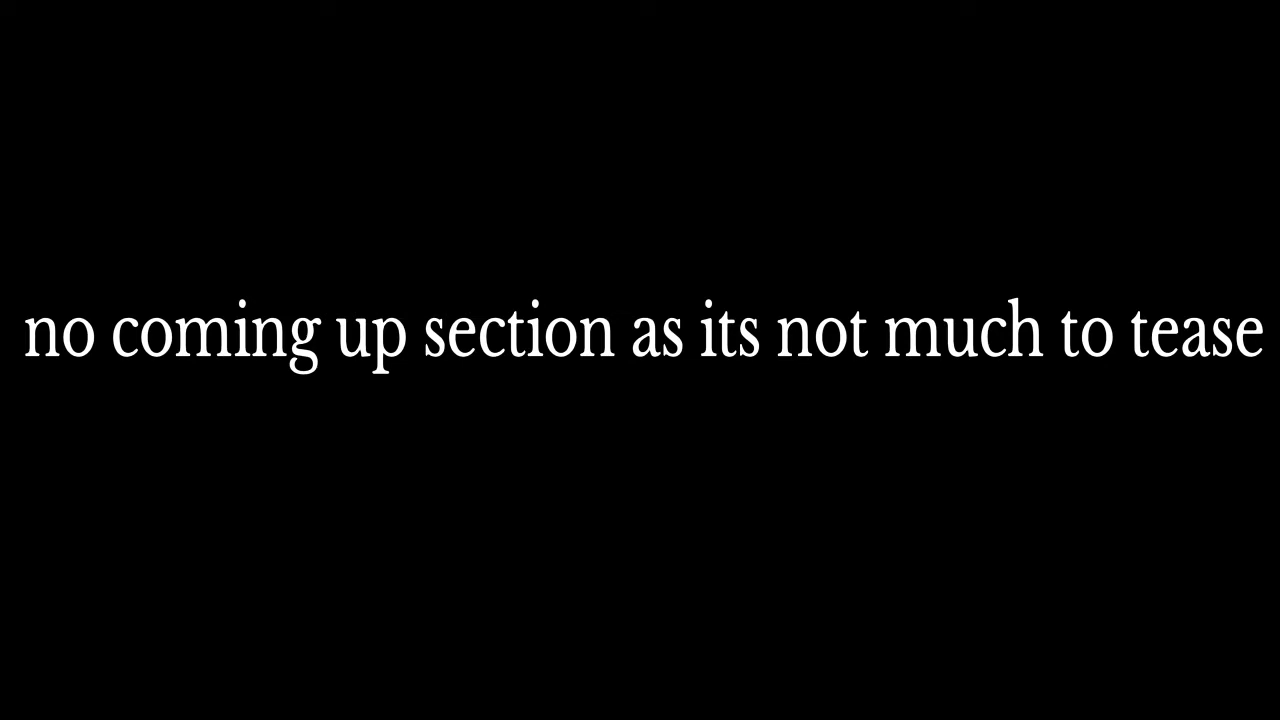 no coming up section as its not much to tease